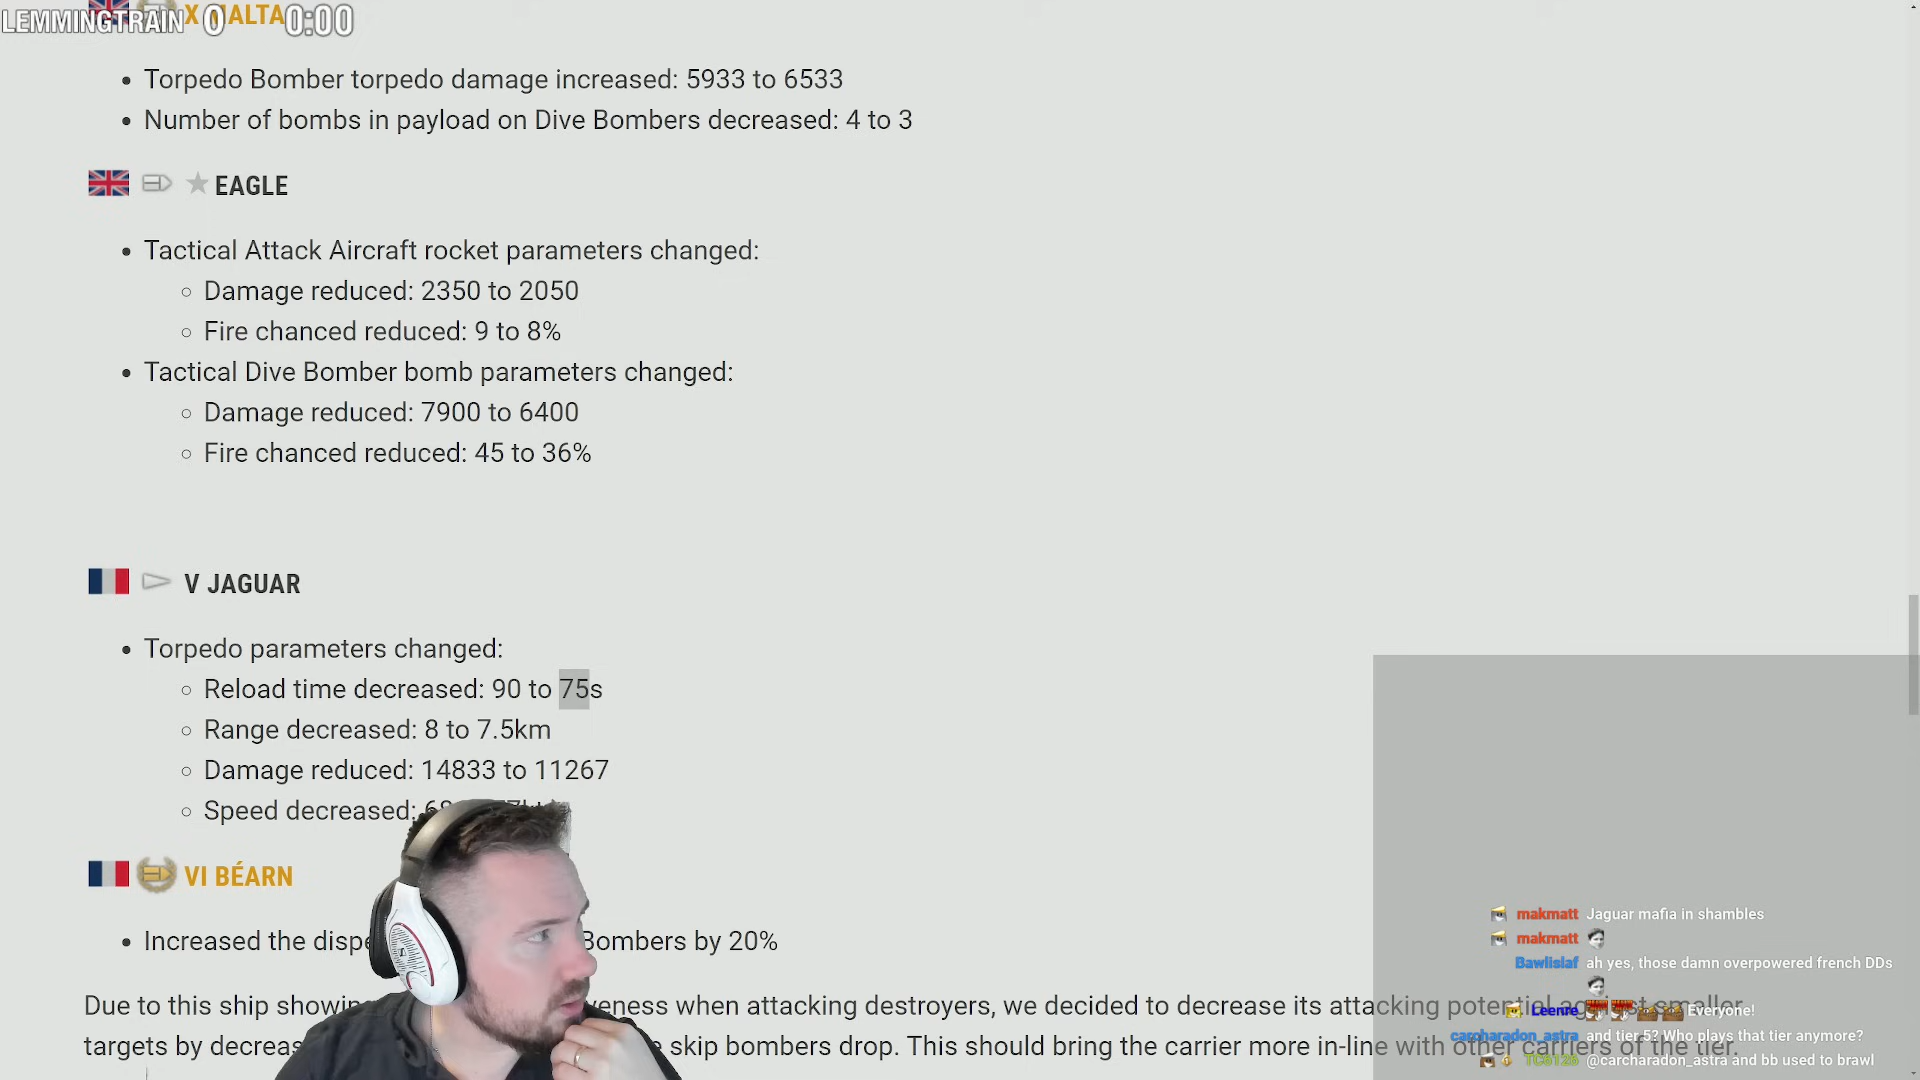 LEMMINGTRAIN 0 0:00
X MALTA
Torpedo Bomber torpedo damage increased: 5933 to 6533
Number of bombs in payload on Dive Bombers decreased: 4 to 3
EAGLE
Tactical Attack Aircraft rocket parameters changed:
Damage reduced: 2350 to 2050
Fire chanced reduced: 9 to 8%
Tactical Dive Bomber bomb parameters changed:
Damage reduced: 7900 to 6400
Fire chanced reduced: 45 to 36%
V JAGUAR
Torpedo parameters changed:
Reload time decreased: 90 to 75s
Range decreased: 8 to 7.5km
Damage reduced: 14833 to 11267
Speed decreased:
VI BÉARN
Increased the Bombers by 20%
Due to this ship when attacking destroyers, we decided to decrease its attacking potential against smaller
targets by skip bombers drop. This should bring the carrier more in-line with other carriers of the tier.
makmatt Jaguar mafia in shambles
makmatt
Bawlislaf ah yes, those damn overpowered french DDs
Leenre Everyone!
carcharadon_astra and tier 5? Who plays that tier anymore?
@carcharadon_astra and bb used to brawl